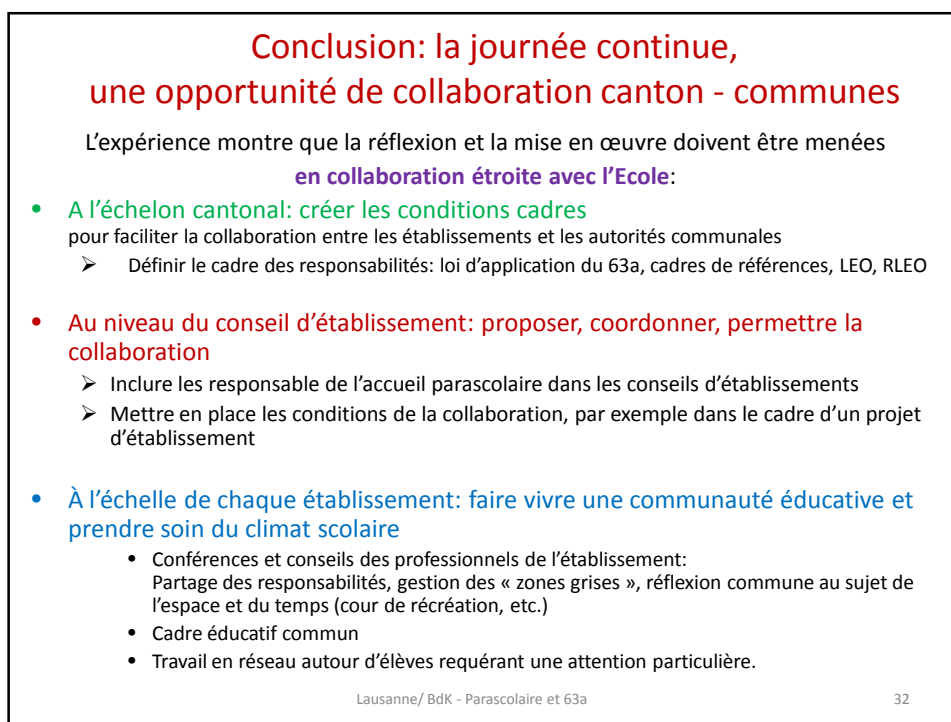 Conclusion: la journée continue,
une opportunité de collaboration canton - communes
L'expérience montre que la réflexion et la mise en œuvre doivent être menées
en collaboration étroite avec l'Ecole:
• A l'échelon cantonal: créer les conditions cadres
pour faciliter la collaboration entre les établissements et les autorités communales
➢ Définir le cadre des responsabilités: loi d'application du 63a, cadres de références, LEO, RLEO
• Au niveau du conseil d'établissement: proposer, coordonner, permettre la
collaboration
➢ Inclure les responsable de l'accueil parascolaire dans les conseils d'établissements
➢ Mettre en place les conditions de la collaboration, par exemple dans le cadre d'un projet
d'établissement
• À l'échelle de chaque établissement: faire vivre une communauté éducative et
prendre soin du climat scolaire
• Conférences et conseils des professionnels de l'établissement:
Partage des responsabilités, gestion des « zones grises », réflexion commune au sujet de
l'espace et du temps (cour de récréation, etc.)
• Cadre éducatif commun
• Travail en réseau autour d'élèves requérant une attention particulière.
Lausanne/ BdK - Parascolaire et 63a 32